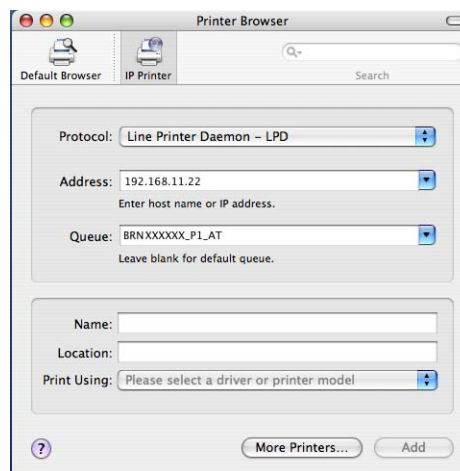 Printer Browser
Default Browser
IP Printer
Search
Protocol: Line Printer Daemon – LPD
Address: 192.168.11.22
Enter host name or IP address.
Queue: BRNXXXXXX_P1_AT
Leave blank for default queue.
Name:
Location:
Print Using: Please select a driver or printer model
? More Printers... Add